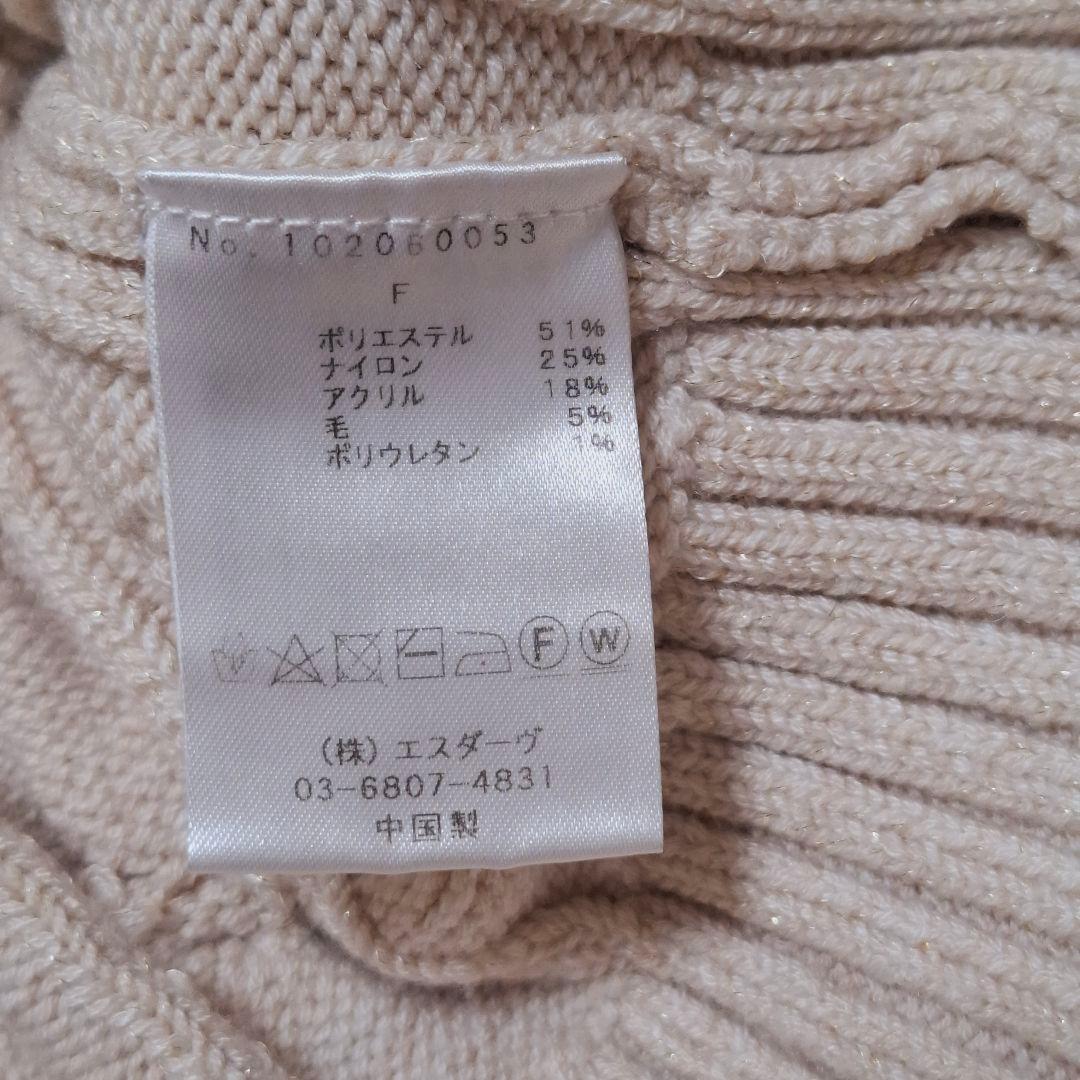 No. 102060053
F
ポリエステル 51%
ナイロン 25%
アクリル 18%
毛 5%
ポリウレタン 1%
F W
(株) エスダーヴ
03-6807-4831
中国製